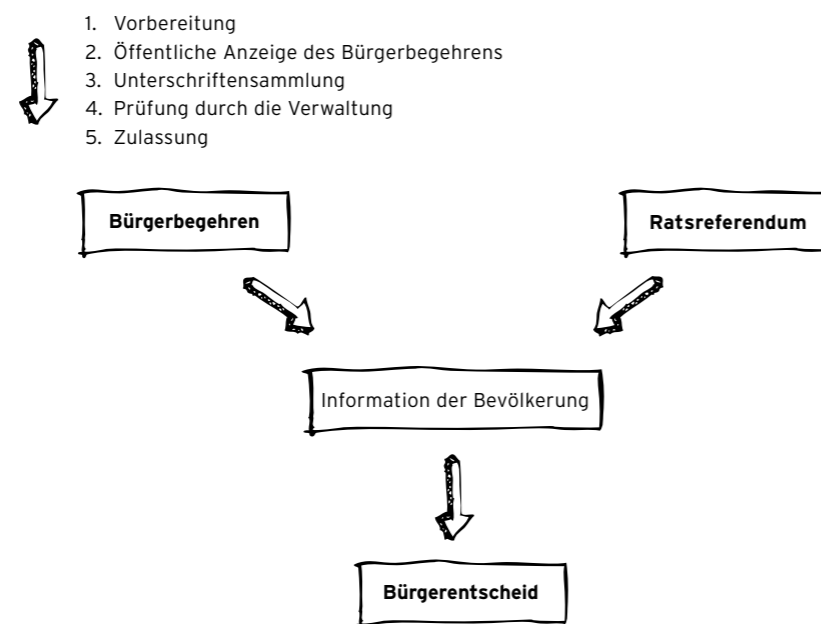 1. Vorbereitung
2. Öffentliche Anzeige des Bürgerbegehrens
3. Unterschriftensammlung
4. Prüfung durch die Verwaltung
5. Zulassung
Bürgerbegehren
Ratsreferendum
Information der Bevölkerung
Bürgerentscheid